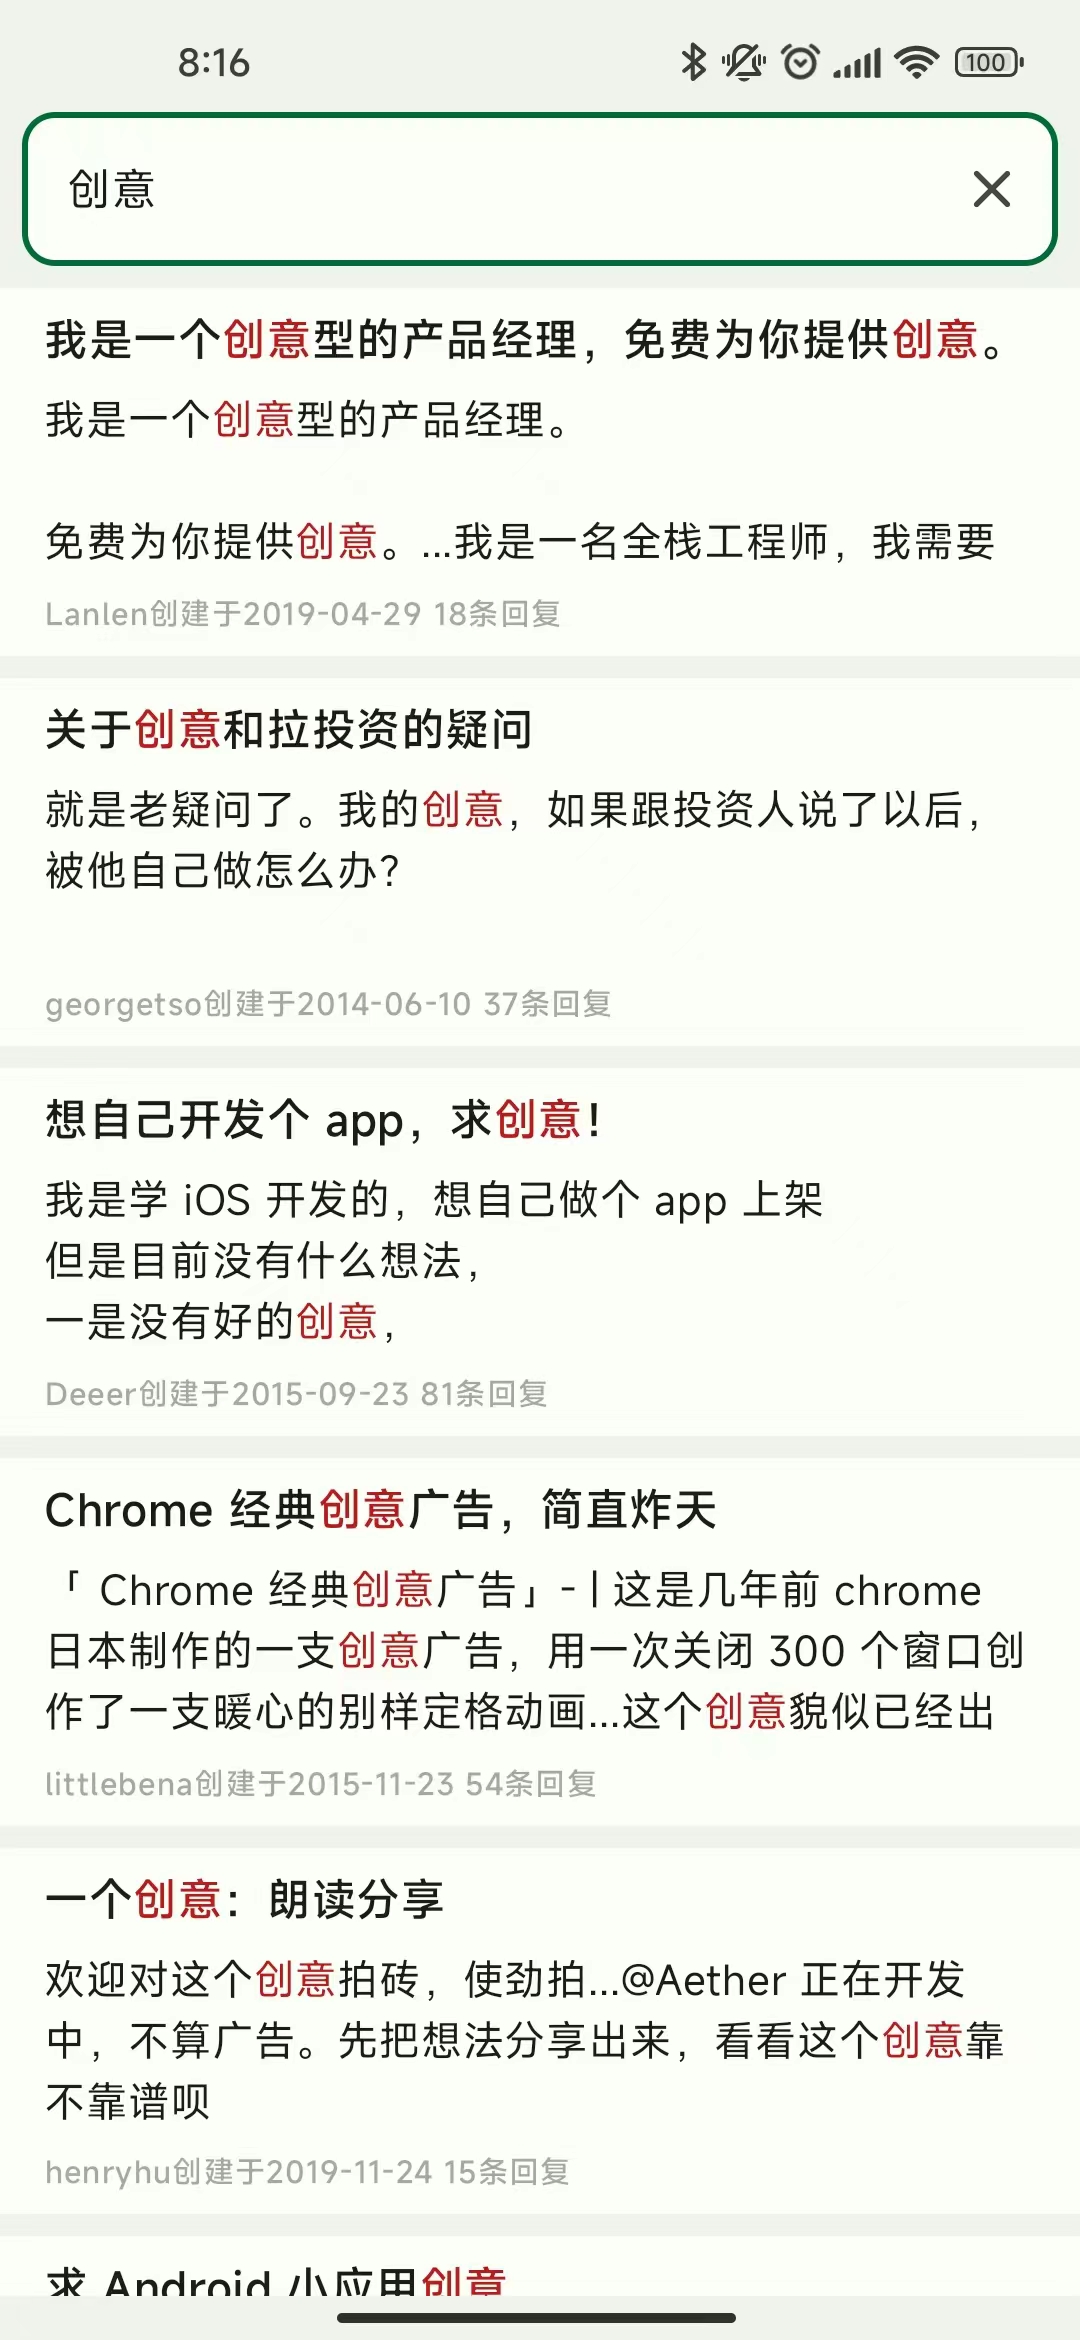 8:16
100
创意
我是一个创意型的产品经理，免费为你提供创意。
我是一个创意型的产品经理。
免费为你提供创意。...我是一名全栈工程师，我需要
Lanlen创建于2019-04-29 18条回复
关于创意和拉投资的疑问
就是老疑问了。我的创意，如果跟投资人说了以后，
被他自己做怎么办？
georgetso创建于2014-06-10 37条回复
想自己开发个 app，求创意！
我是学 iOS 开发的，想自己做个 app 上架
但是目前没有什么想法，
一是没有好的创意，
Deeer创建于2015-09-23 81条回复
Chrome 经典创意广告，简直炸天
「 Chrome 经典创意广告」-丨这是几年前 chrome
日本制作的一支创意广告，用一次关闭 300 个窗口创
作了一支暖心的别样定格动画...这个创意貌似已经出
littlebena创建于2015-11-23 54条回复
一个创意：朗读分享
欢迎对这个创意拍砖，使劲拍...@Aether 正在开发
中，不算广告。先把想法分享出来，看看这个创意靠
不靠谱呗
henryhu创建于2019-11-24 15条回复
求 Android 小应用创意